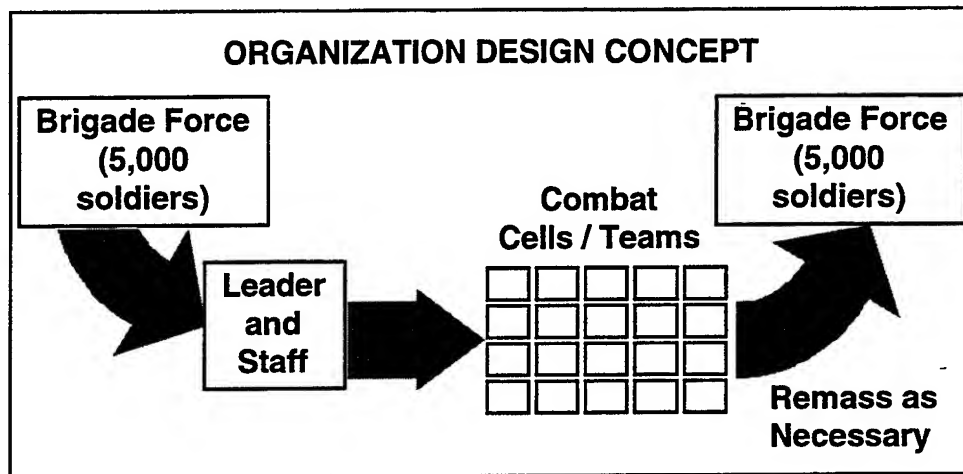 ORGANIZATION DESIGN CONCEPT
Brigade Force
(5,000
soldiers)
Leader
and
Staff
Combat
Cells / Teams
Brigade Force
(5,000
soldiers)
Remass as
Necessary